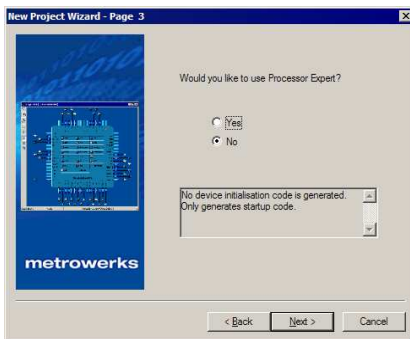 New Project Wizard - Page 3
Would you like to use Processor Expert?
Yes
No
No device initialisation code is generated.
Only generates startup code.
metrowerks
< Back
Next >
Cancel